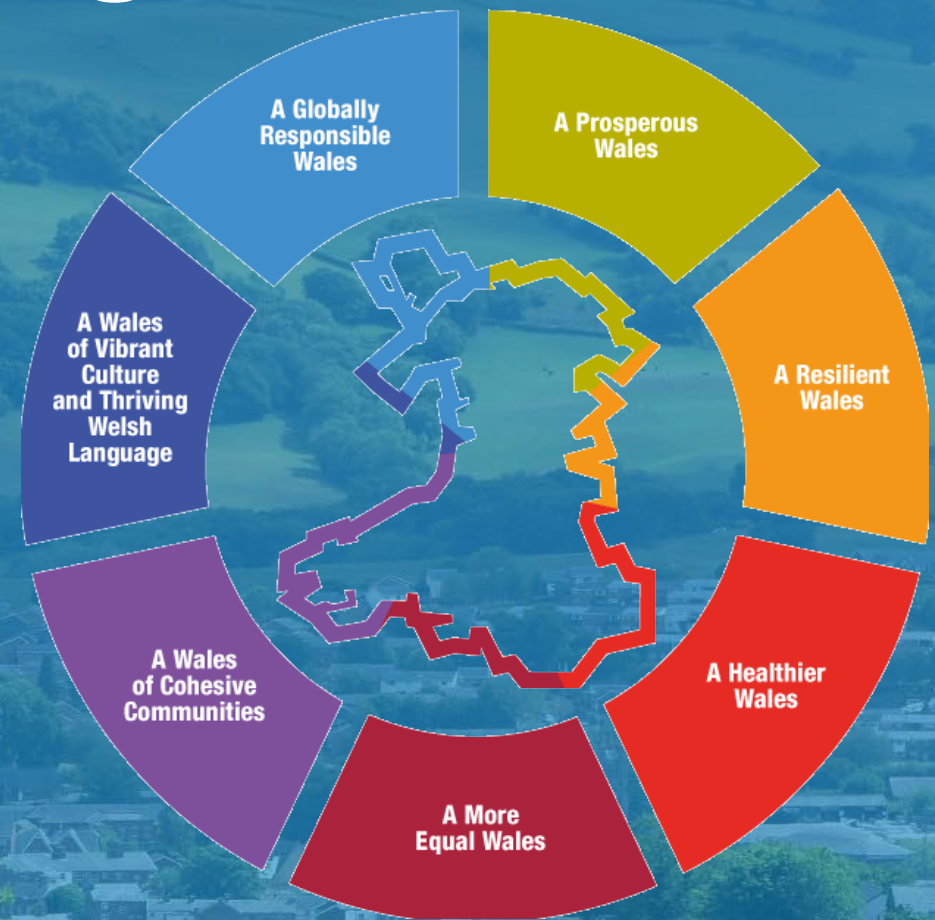 A Globally
Responsible
Wales
A Prosperous
Wales
A Resilient
Wales
A Healthier
Wales
A More
Equal Wales
A Wales
of Cohesive
Communities
A Wales
of Vibrant
Culture
and Thriving
Welsh
Language